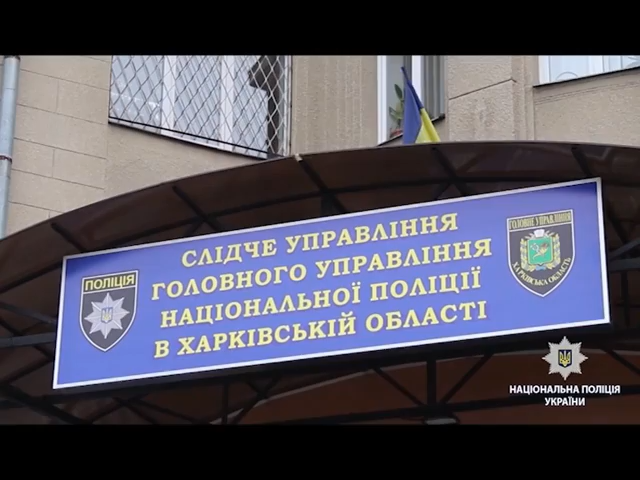 СЛІДЧЕ УПРАВЛІННЯ
ГОЛОВНОГО УПРАВЛІННЯ
НАЦІОНАЛЬНОЇ ПОЛІЦІЇ
В ХАРКІВСЬКІЙ ОБЛАСТІ
ПОЛІЦІЯ
ГОЛОВНЕ УПРАВЛІННЯ
ХАРКІВСЬКА ОБЛАСТЬ
НАЦІОНАЛЬНА ПОЛІЦІЯ
УКРАЇНИ